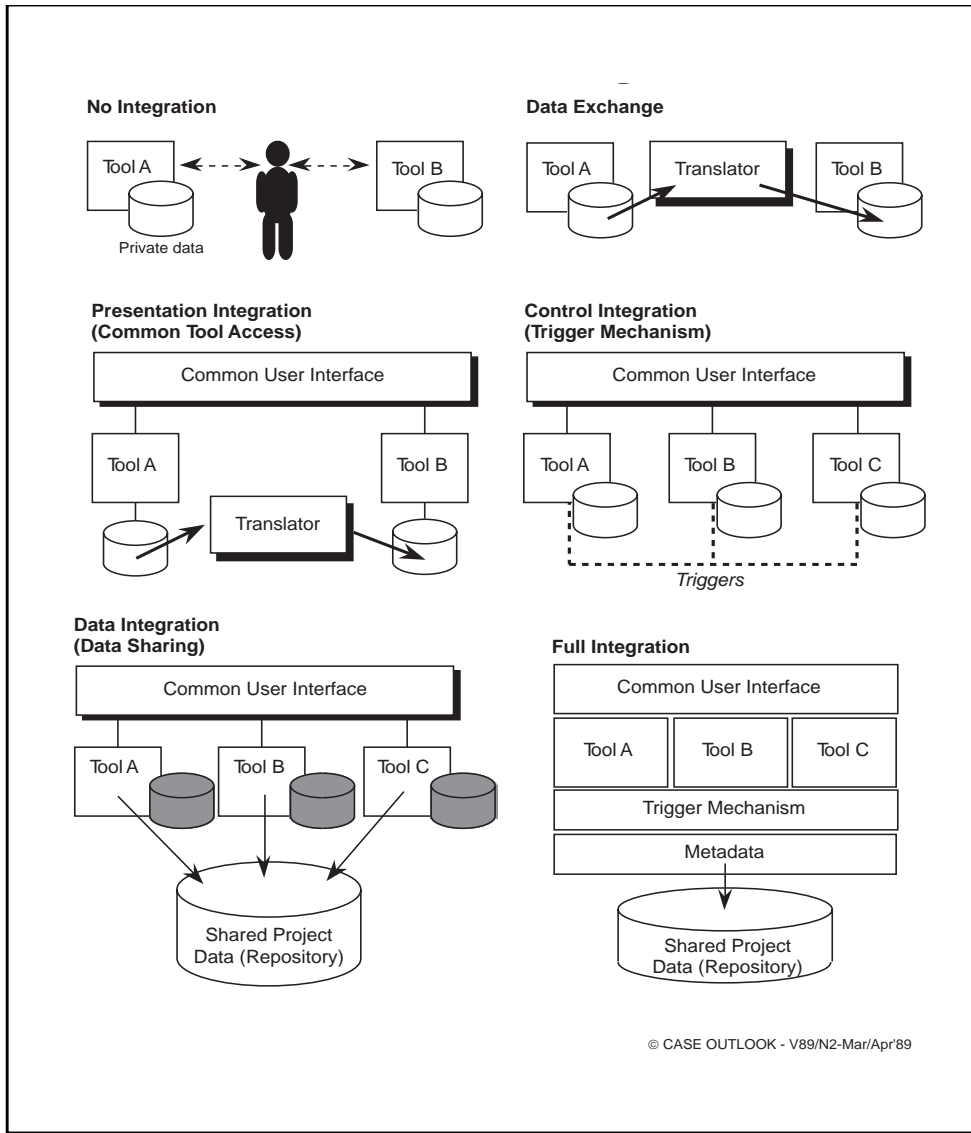 No Integration
Tool A
Tool B
Private data
Data Exchange
Tool A
Translator
Tool B
Presentation Integration
(Common Tool Access)
Common User Interface
Tool A
Tool B
Translator
Control Integration
(Trigger Mechanism)
Common User Interface
Tool A
Tool B
Tool C
Triggers
Data Integration
(Data Sharing)
Common User Interface
Tool A
Tool B
Tool C
Shared Project
Data (Repository)
Full Integration
Common User Interface
Tool A
Tool B
Tool C
Trigger Mechanism
Metadata
Shared Project
Data (Repository)
© CASE OUTLOOK - V89/N2-Mar/Apr'89